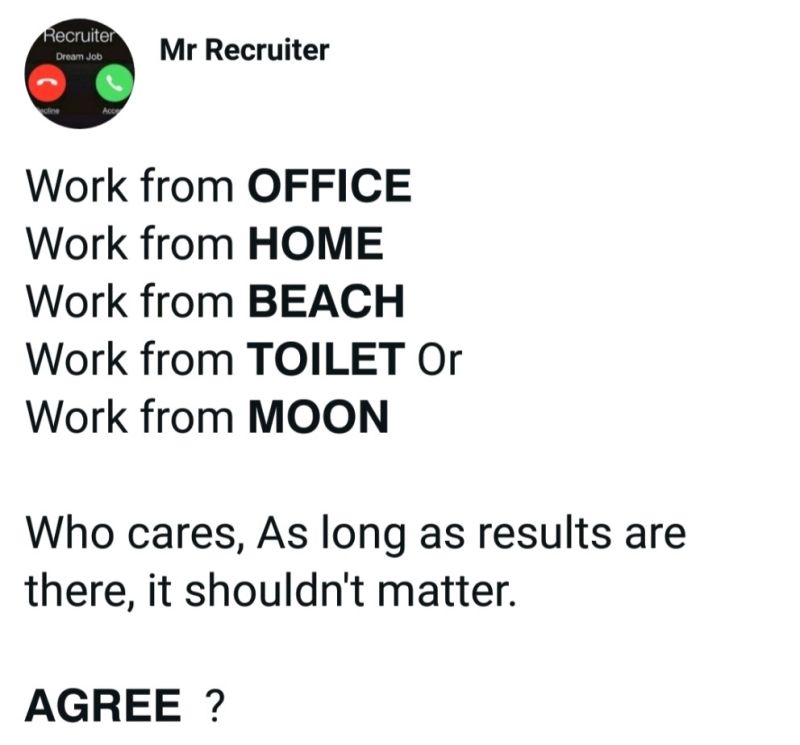 Recruiter
Dream Job
Mr Recruiter
Work from OFFICE
Work from HOME
Work from BEACH
Work from TOILET Or
Work from MOON
Who cares, As long as results are
there, it shouldn't matter.
AGREE ?